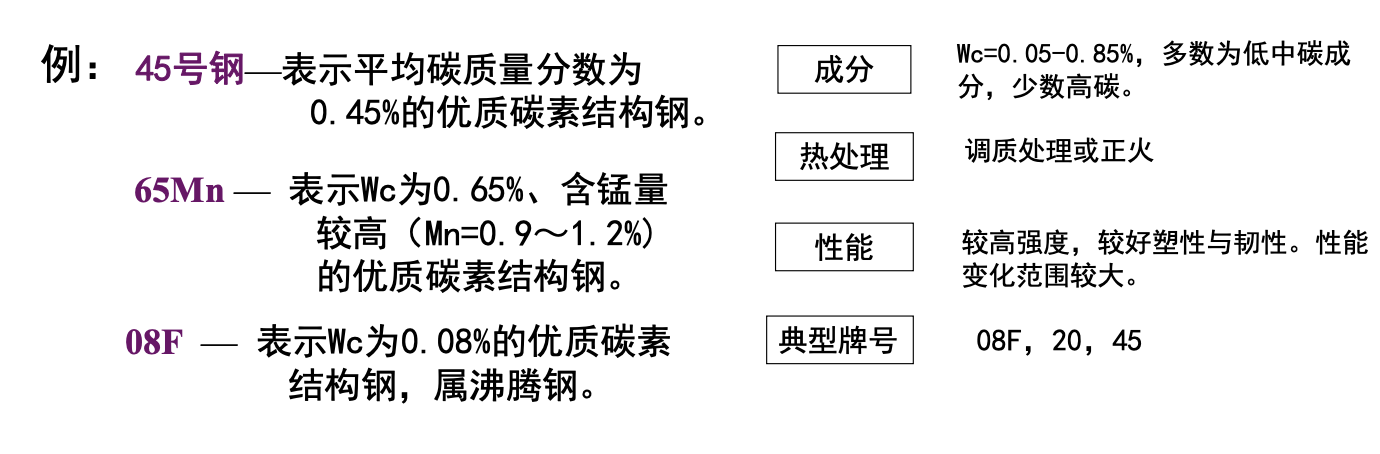 例：
45号钢—表示平均碳质量分数为
0.45%的优质碳素结构钢。
65Mn — 表示Wc为0.65%、含锰量
较高（Mn=0.9～1.2%)
的优质碳素结构钢。
08F — 表示Wc为0.08%的优质碳素
结构钢，属沸腾钢。
成分
Wc=0.05-0.85%，多数为低中碳成
分，少数高碳。
热处理
调质处理或正火
性能
较高强度，较好塑性与韧性。性能
变化范围较大。
典型牌号
08F，20，45